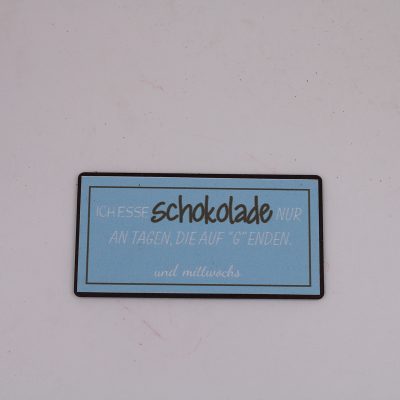 ICH ESSE schokolade NUR
AN TAGEN, DIE AUF "G" ENDEN.
und mittwochs